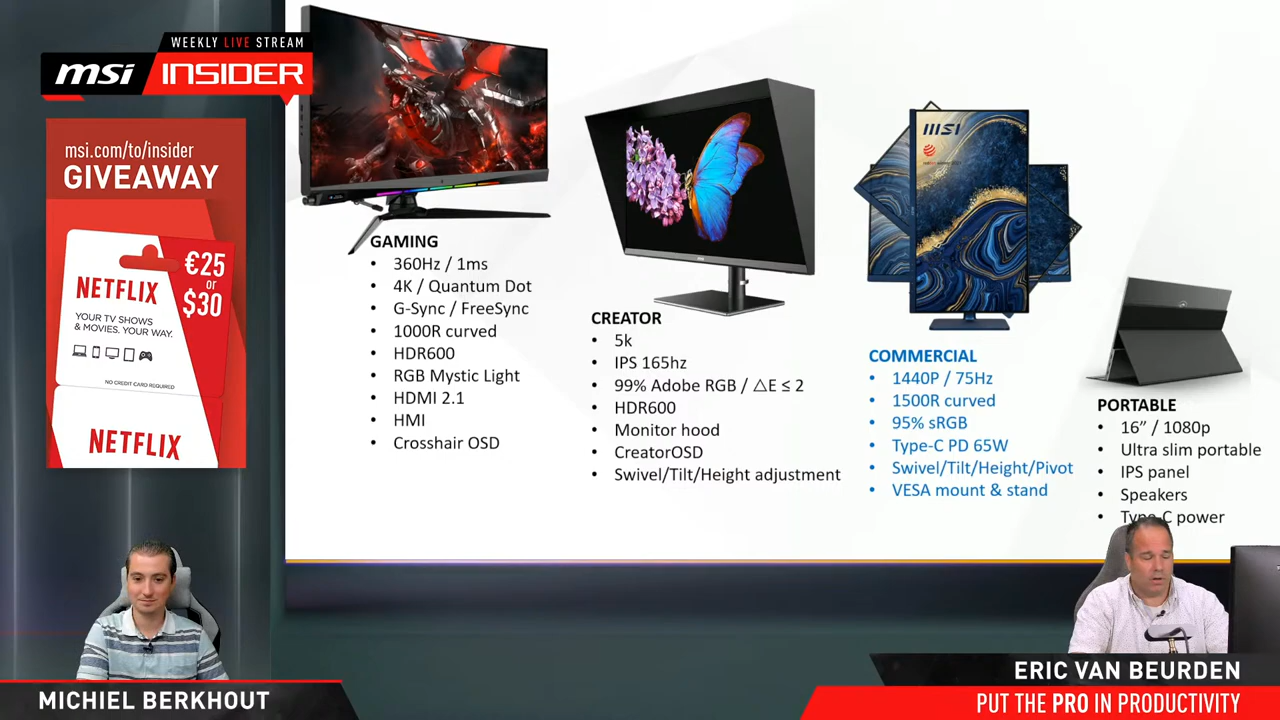 WEEKLY LIVE STREAM
msi INSIDER
msi.com/to/insider
GIVEAWAY
€25
or
$30
NETFLIX
YOUR TV SHOWS
& MOVIES. YOUR WAY.
NO CREDIT CARD REQUIRED
NETFLIX
GAMING
• 360Hz / 1ms
• 4K / Quantum Dot
• G-Sync / FreeSync
• 1000R curved
• HDR600
• RGB Mystic Light
• HDMI 2.1
• HMI
• Crosshair OSD
CREATOR
• 5k
• IPS 165hz
• 99% Adobe RGB / △E ≤ 2
• HDR600
• Monitor hood
• CreatorOSD
• Swivel/Tilt/Height adjustment
msi
COMMERCIAL
• 1440P / 75Hz
• 1500R curved
• 95% sRGB
• Type-C PD 65W
• Swivel/Tilt/Height/Pivot
• VESA mount & stand
PORTABLE
• 16” / 1080p
• Ultra slim portable
• IPS panel
• Speakers
• Type-C power
MICHIEL BERKHOUT
ERIC VAN BEURDEN
PUT THE PRO IN PRODUCTIVITY